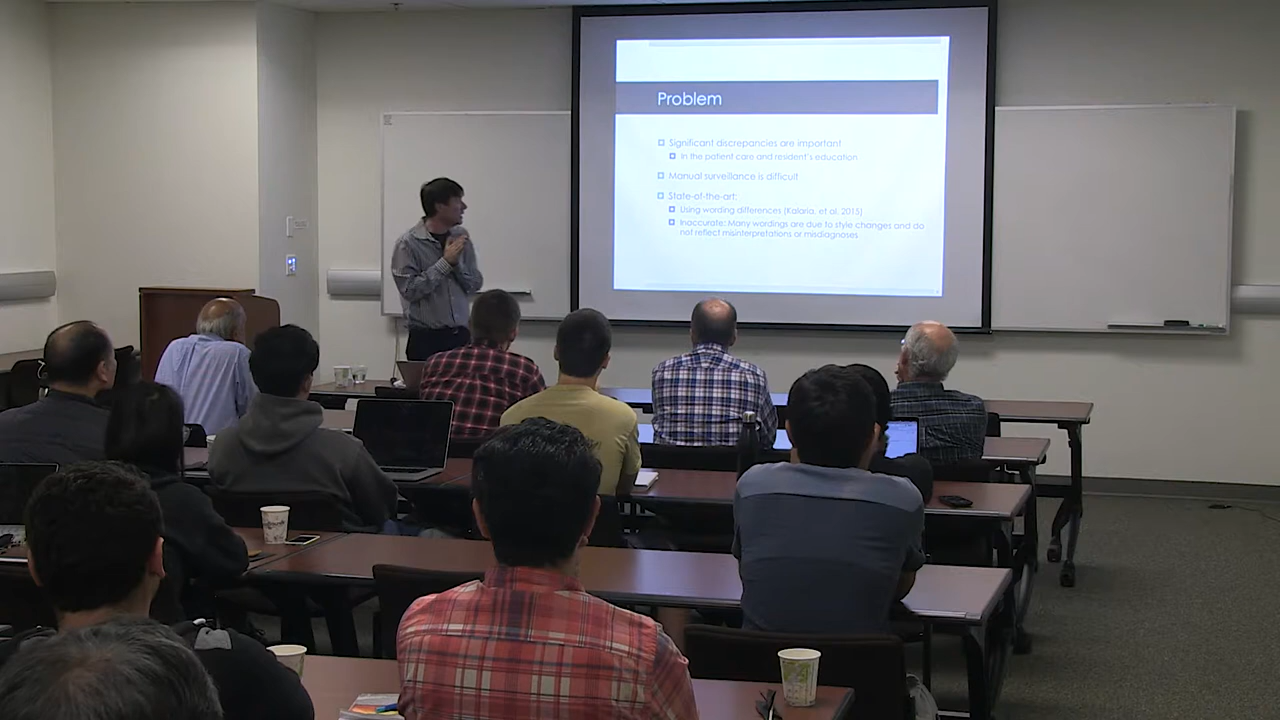 Problem
Significant discrepancies are important
In the patient care and resident's education
Manual surveillance is difficult
State-of-the-art:
Using wording differences (Kalaria, et al. 2015)
Inaccurate: Many wordings are due to style changes and do
not reflect misinterpretations or misdiagnoses